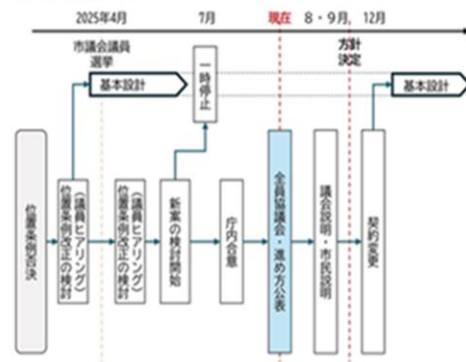 2025年4月
7月
現在
8・9月
12月
市議会議員
選挙
方針
決定
基本設計
一時停止
基本設計
位置条例否決
位置条例改正の検討
(議員ヒアリング)
位置条例改正の検討
(議員ヒアリング)
新案の検討開始
庁内合意
全員協議会・進め方公表
議会説明・市民説明
契約変更